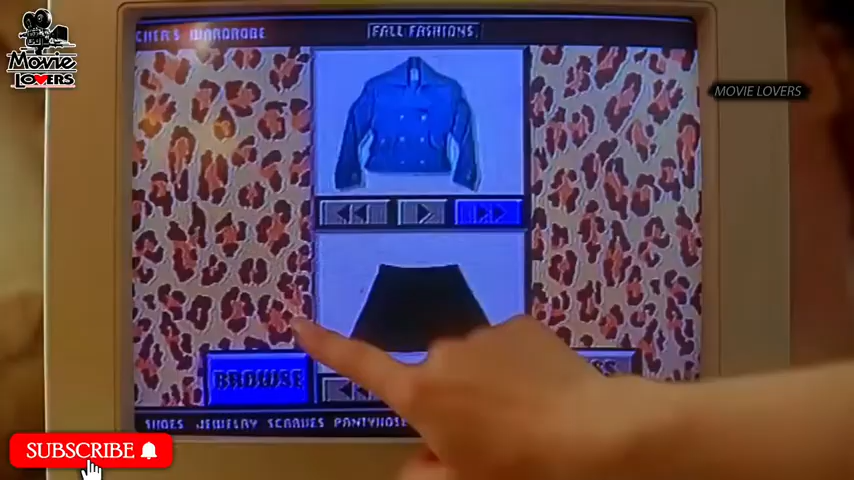 CHER'S WARDROBE
FALL FASHIONS
Movie
LOVERS
MOVIE LOVERS
BROWSE
SHOES JEWELRY SCARVES PANTYHOSE
SUBSCRIBE